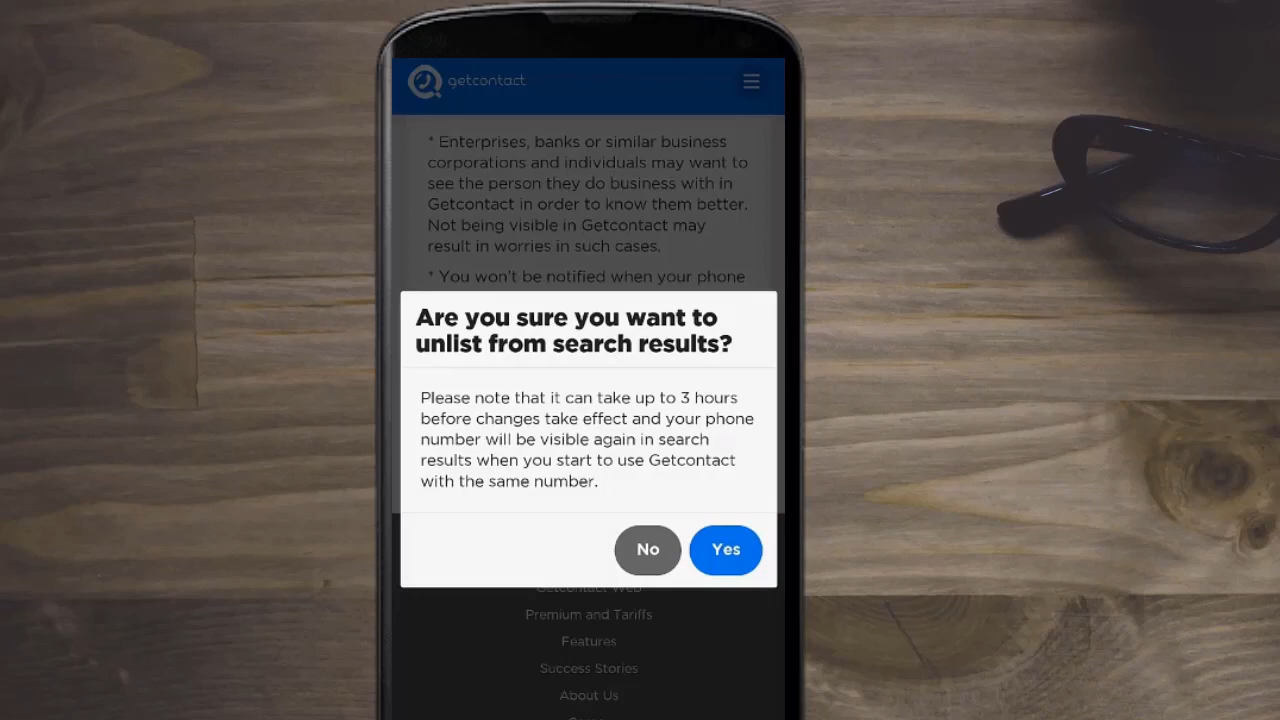 getcontact
* Enterprises, banks or similar business
corporations and individuals may want to
see the person they do business with in
Getcontact in order to know them better.
Not being visible in Getcontact may
result in worries in such cases.
* You won't be notified when your phone
Are you sure you want to
unlist from search results?
Please note that it can take up to 3 hours
before changes take effect and your phone
number will be visible again in search
results when you start to use Getcontact
with the same number.
No Yes
Getcontact Web
Premium and Tariffs
Features
Success Stories
About Us